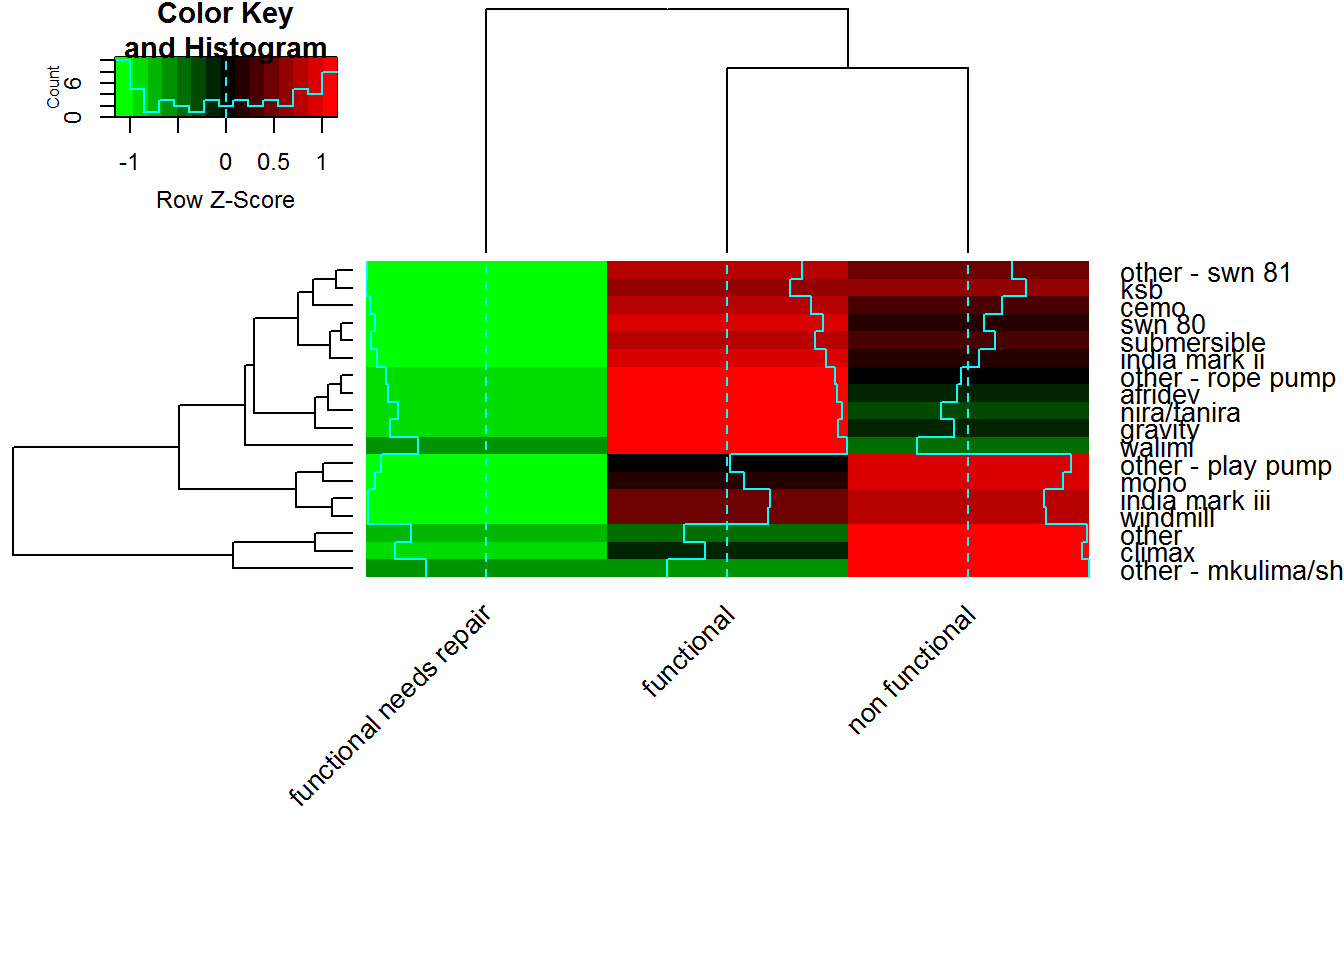 Color Key
and Histogram
Count
0 6
-1 0 0.5 1
Row Z-Score
other - swn 81
ksb
cemo
swn 80
submersible
india mark ii
other - rope pump
afridev
nira/tanira
gravity
walimi
other - play pump
mono
india mark iii
windmill
other
climax
other - mkulima/sh
functional needs repair
functional
non functional